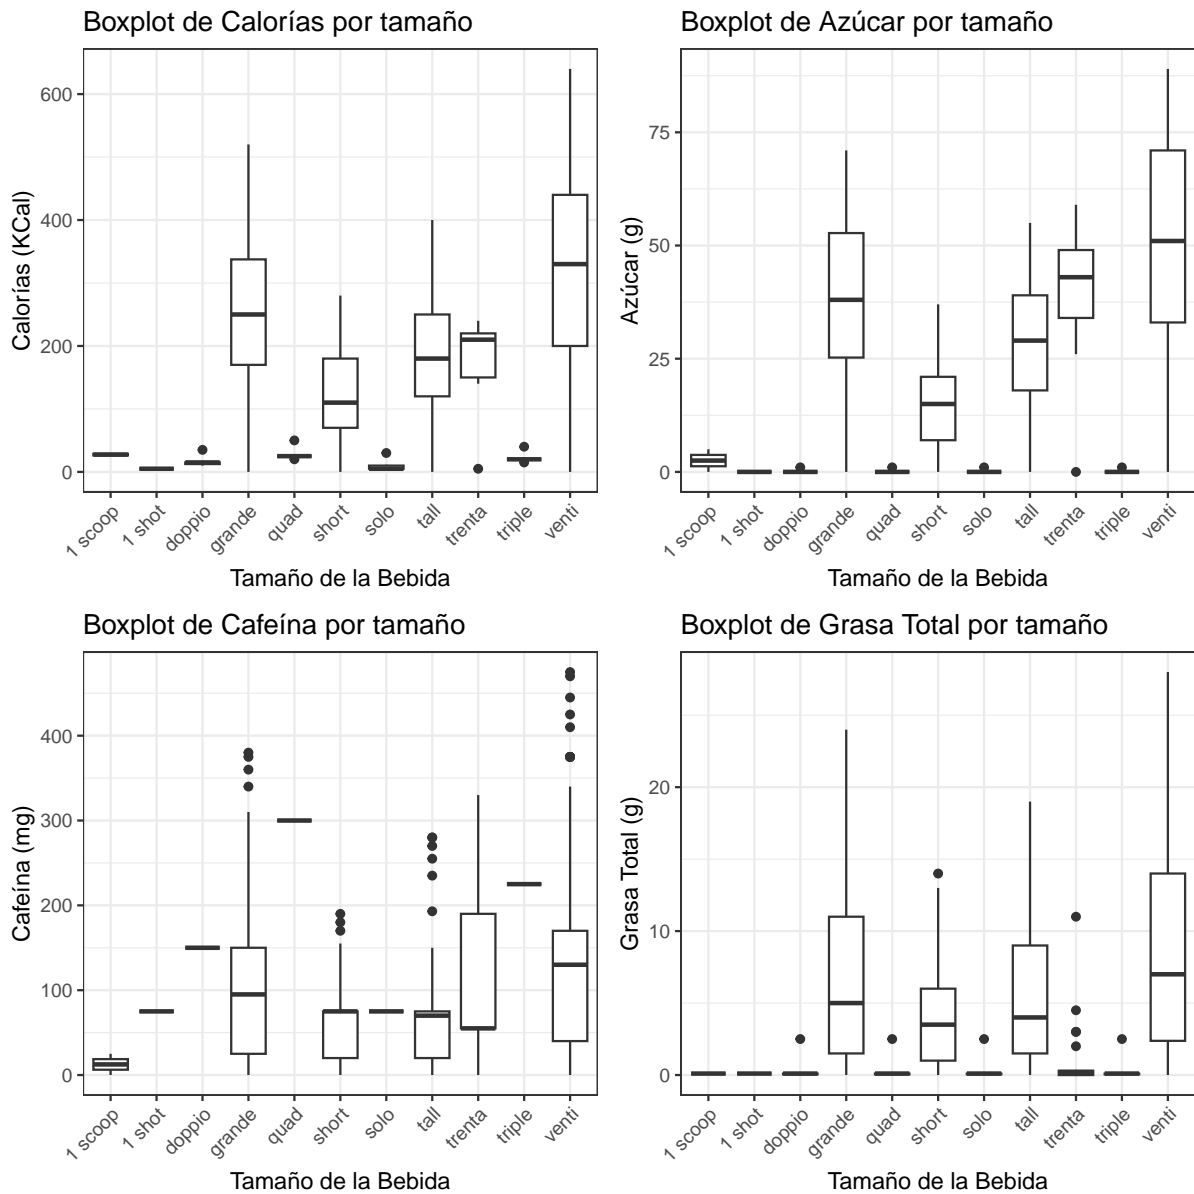 Boxplot de Calorías por tamaño
Calorías (KCal)
600
400
200
0
1 scoop
1 shot
doppio
grande
quad
short
solo
tall
trenta
triple
venti
Tamaño de la Bebida
Boxplot de Azúcar por tamaño
Azúcar (g)
75
50
25
0
1 scoop
1 shot
doppio
grande
quad
short
solo
tall
trenta
triple
venti
Tamaño de la Bebida
Boxplot de Cafeína por tamaño
Cafeína (mg)
400
300
200
100
0
1 scoop
1 shot
doppio
grande
quad
short
solo
tall
trenta
triple
venti
Tamaño de la Bebida
Boxplot de Grasa Total por tamaño
Grasa Total (g)
20
10
0
1 scoop
1 shot
doppio
grande
quad
short
solo
tall
trenta
triple
venti
Tamaño de la Bebida